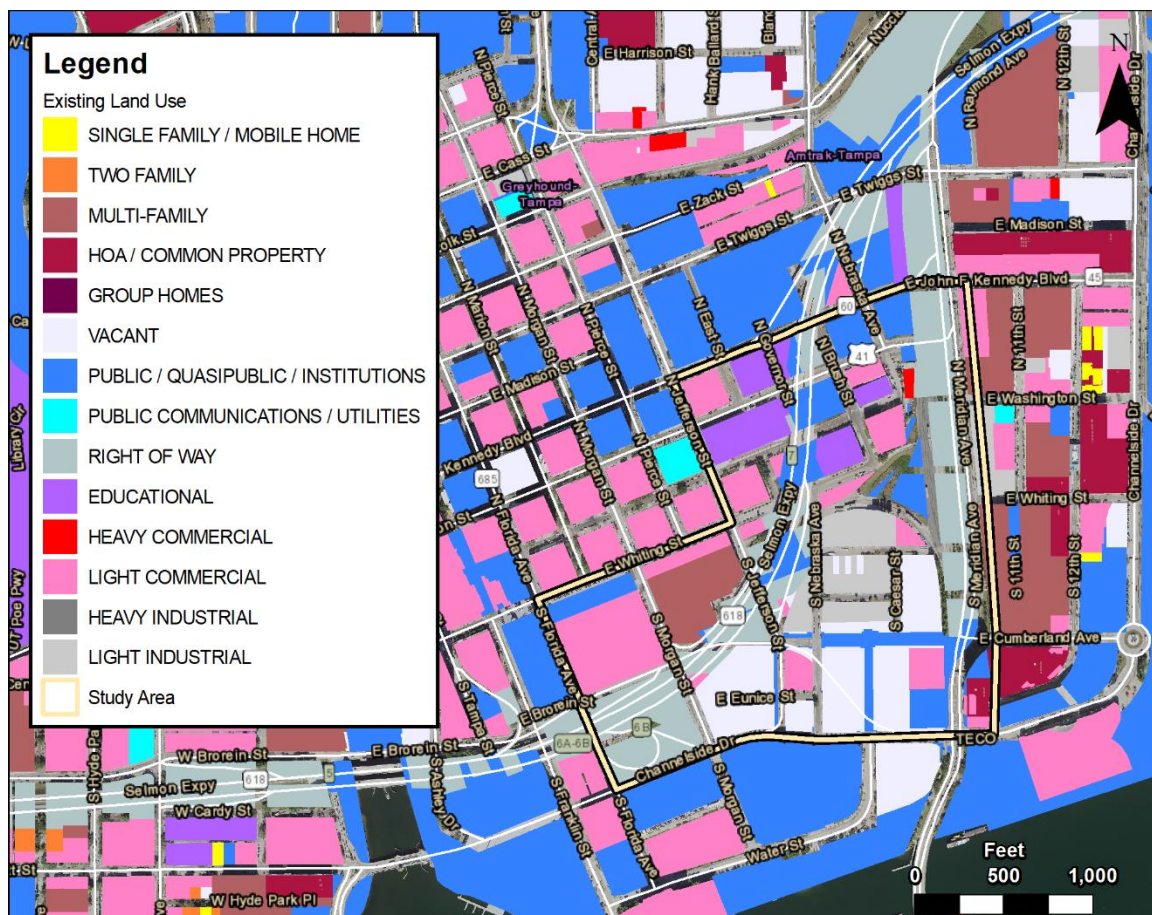 Legend
Existing Land Use
SINGLE FAMILY / MOBILE HOME
TWO FAMILY
MULTI-FAMILY
HOA / COMMON PROPERTY
GROUP HOMES
VACANT
PUBLIC / QUASIPUBLIC / INSTITUTIONS
PUBLIC COMMUNICATIONS / UTILITIES
RIGHT OF WAY
EDUCATIONAL
HEAVY COMMERCIAL
LIGHT COMMERCIAL
HEAVY INDUSTRIAL
LIGHT INDUSTRIAL
Study Area
N
E Harrison St
Hank Ballard St
Selmon Expy
N Raymond Ave
N 12th St
N Pierce St
E Cass St
Greyhound-
Tampa
Amtrak-Tampa
E Zack St
E Twiggs St
E Twiggs St
E Madison St
N Nebraska Ave
E John F Kennedy Blvd
45
60
41
N Marion St
N Morgan St
N Pierce St
N East St
N Governor St
N Brush St
N 11th St
E Madison St
N Jefferson St
N Meridian Ave
E Washington St
Kennedy Blvd
685
N Florida Ave
N Morgan St
N Pierce St
7
Channelside Dr
E Whiting St
E Whiting St
Selmon Expy
S Nebraska Ave
S Caesar St
S Meridian Ave
S 11th St
S 12th St
618
S Jefferson St
E Cumberland Ave
S Florida Ave
S Morgan St
E Eunice St
S Tampa St
E Brorein St
6B
6A-6B
Channelside Dr
TECO
W Brorein St
E Brorein St
618
5
Selmon Expy
W Cardy St
S Ashley Dr
S Franklin St
S Florida Ave
S Morgan St
Water St
W Hyde Park Pl
Library Cir
UT Poe Pwy
Feet
0 500 1,000